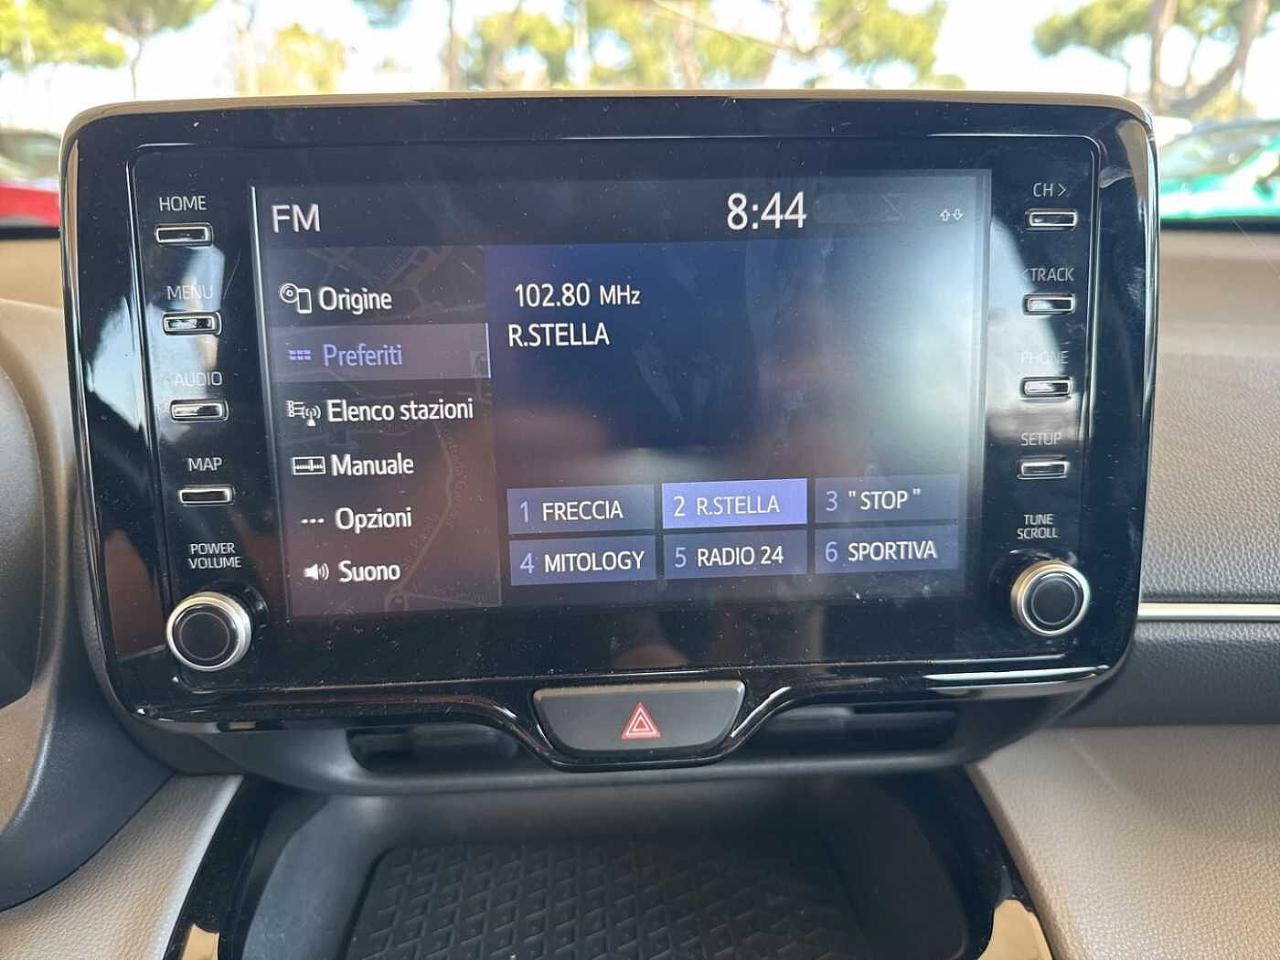 HOME
MENU
AUDIO
MAP
POWER
VOLUME
FM
8:44
Origine
Preferiti
Elenco stazioni
Manuale
Opzioni
Suono
102.80 MHz
R.STELLA
1 FRECCIA
2 R.STELLA
3 " STOP "
4 MITOLOGY
5 RADIO 24
6 SPORTIVA
CH >
< TRACK
PHONE
SETUP
TUNE
SCROLL